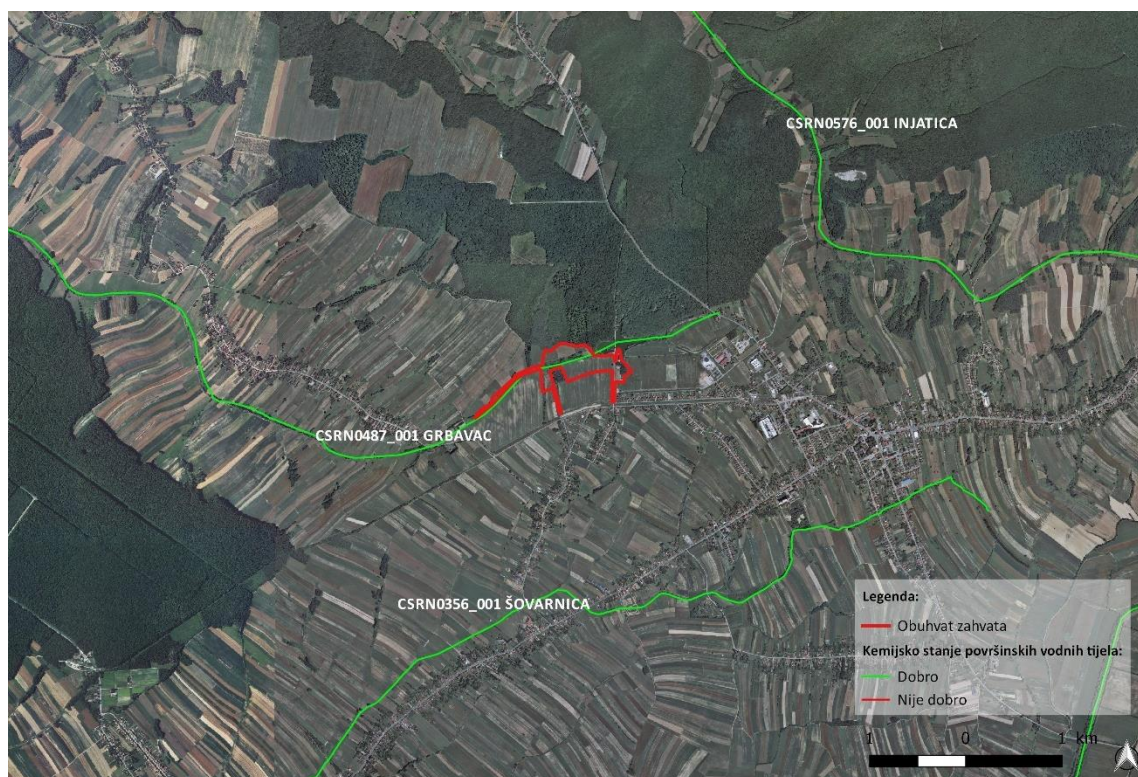 CSRN0576_001 INJATICA
CSRN0487_001 GRBAVAC
CSRN0356_001 ŠOVARNICA
Legenda:
Obuhvat zahvata
Kemijsko stanje površinskih vodnih tijela:
Dobro
Nije dobro
1 0 1 km